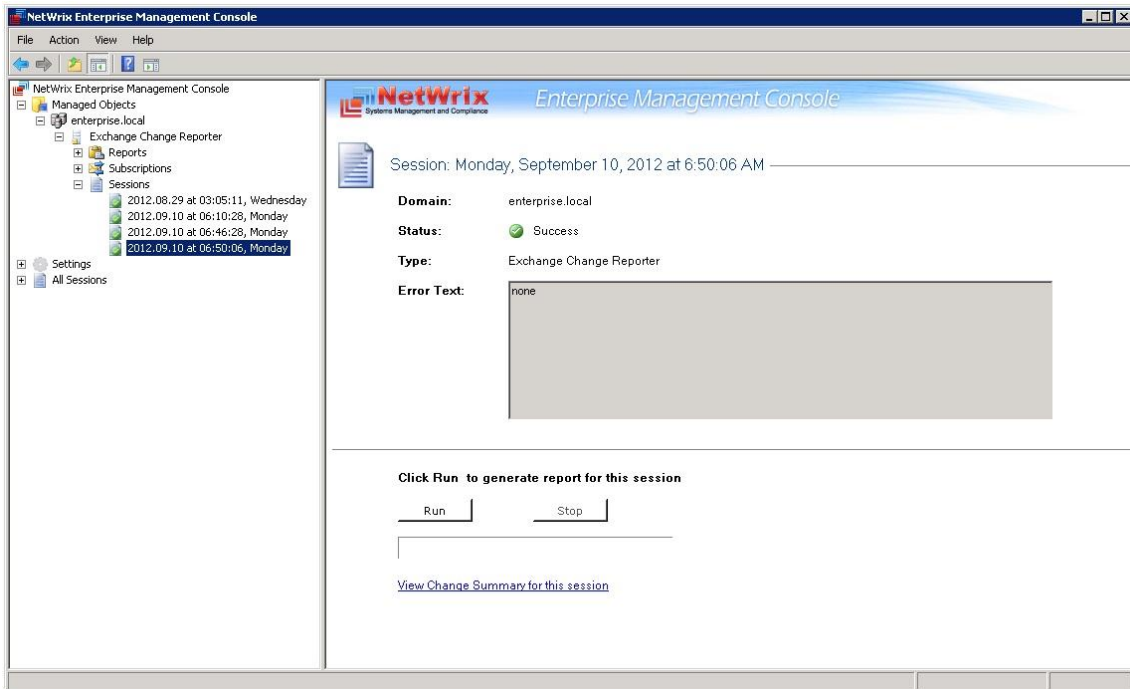 NetWrix Enterprise Management Console
File Action View Help
NetWrix Enterprise Management Console
Managed Objects
enterprise.local
Exchange Change Reporter
Reports
Subscriptions
Sessions
2012.08.29 at 03:05:11, Wednesday
2012.09.10 at 06:10:28, Monday
2012.09.10 at 06:46:28, Monday
2012.09.10 at 06:50:06, Monday
Settings
All Sessions
NetWrix Enterprise Management Console
Systems Management and Compliance
Session: Monday, September 10, 2012 at 6:50:06 AM
Domain: enterprise.local
Status: Success
Type: Exchange Change Reporter
Error Text: none
Click Run to generate report for this session
Run Stop
View Change Summary for this session